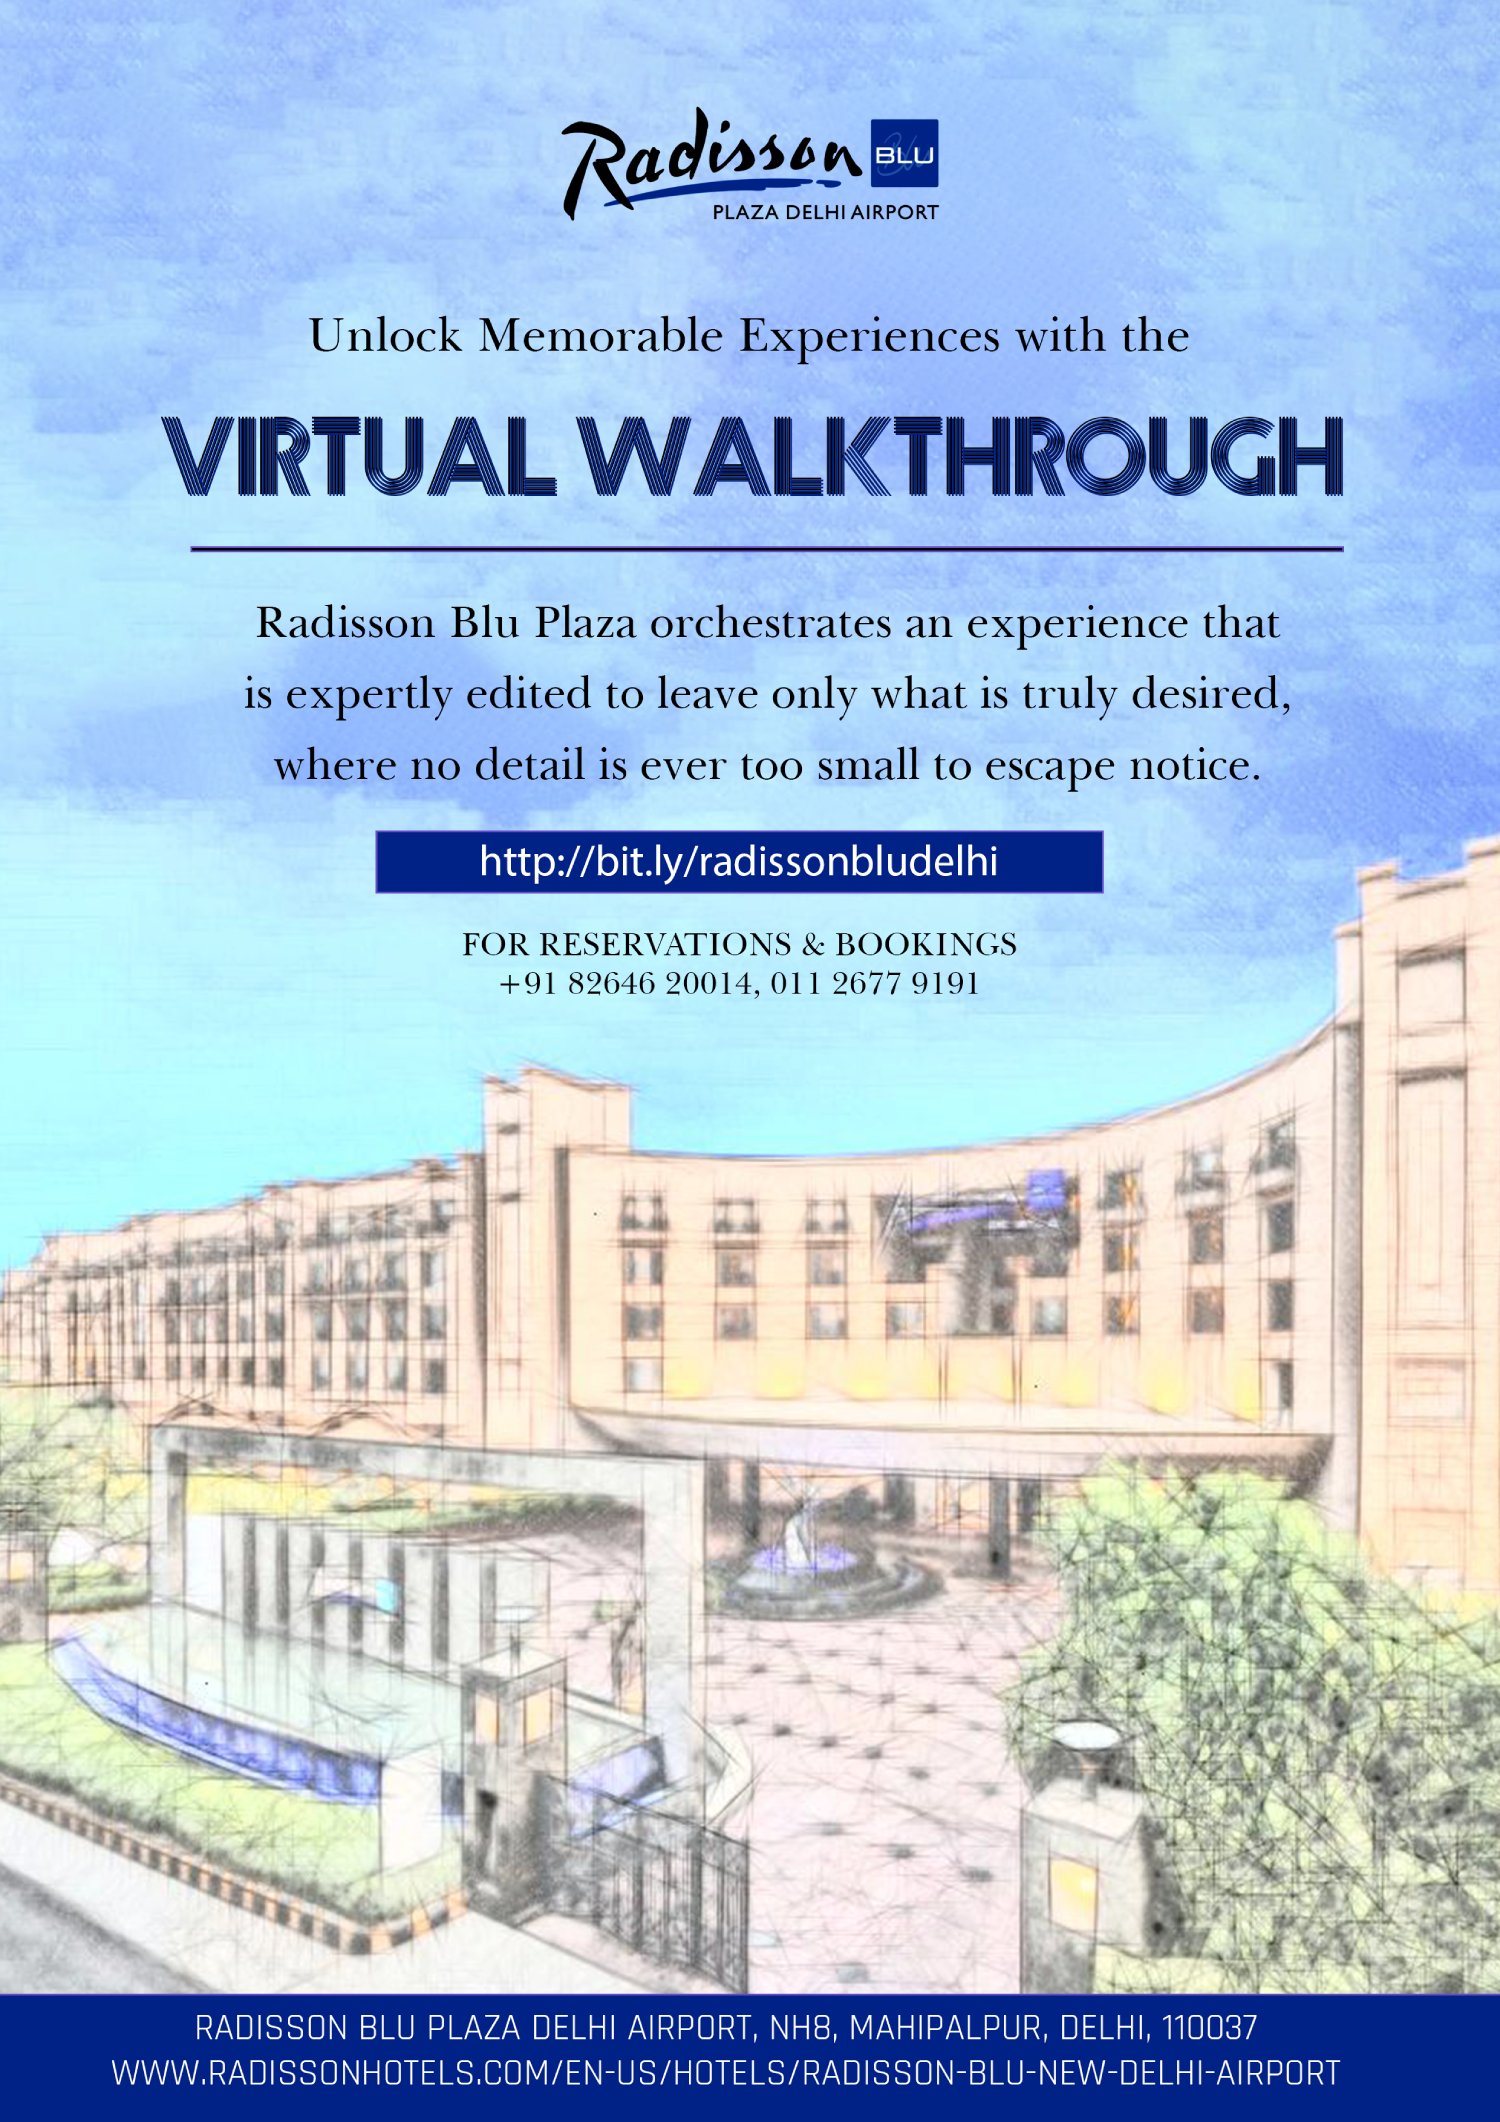 Radisson BLU
PLAZA DELHI AIRPORT
Unlock Memorable Experiences with the
VIRTUAL WALKTHROUGH
Radisson Blu Plaza orchestrates an experience that
is expertly edited to leave only what is truly desired,
where no detail is ever too small to escape notice.
http://bit.ly/radissonbludelhi
FOR RESERVATIONS & BOOKINGS
+91 82646 20014, 011 2677 9191
RADISSON BLU PLAZA DELHI AIRPORT, NH8, MAHIPALPUR, DELHI, 110037
WWW.RADISSONHOTELS.COM/EN-US/HOTELS/RADISSON-BLU-NEW-DELHI-AIRPORT